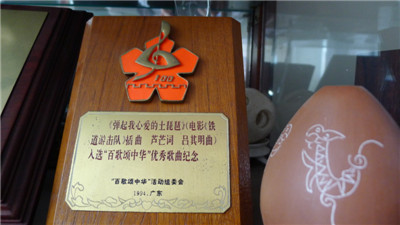 100
《弹起我心爱的土琵琶》(电影《铁
道游击队》插曲 芦芒词 吕其明曲)
入选“百歌颂中华”优秀歌曲纪念
“百歌颂中华”活动组委会
1994.广东